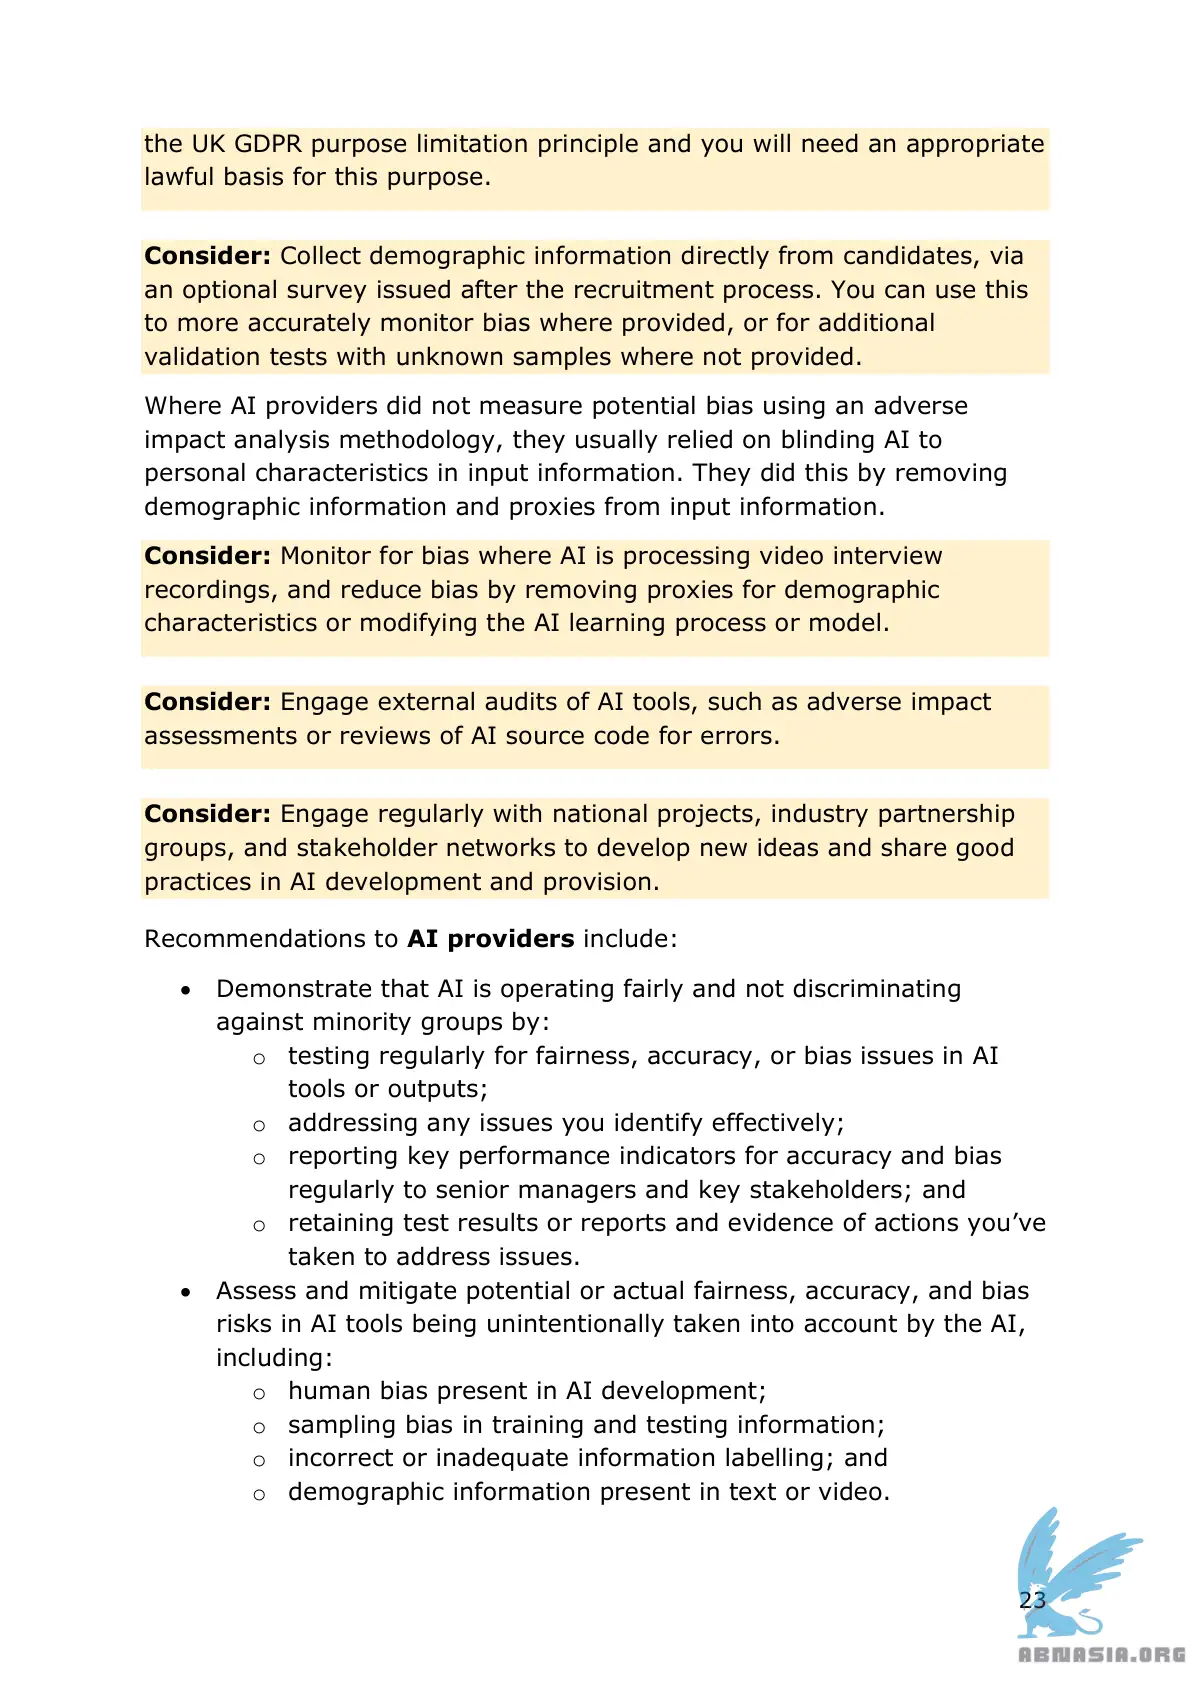 the UK GDPR purpose limitation principle and you will need an appropriate
lawful basis for this purpose.
Consider: Collect demographic information directly from candidates, via
an optional survey issued after the recruitment process. You can use this
to more accurately monitor bias where provided, or for additional
validation tests with unknown samples where not provided.
Where AI providers did not measure potential bias using an adverse
impact analysis methodology, they usually relied on blinding AI to
personal characteristics in input information. They did this by removing
demographic information and proxies from input information.
Consider: Monitor for bias where AI is processing video interview
recordings, and reduce bias by removing proxies for demographic
characteristics or modifying the AI learning process or model.
Consider: Engage external audits of AI tools, such as adverse impact
assessments or reviews of AI source code for errors.
Consider: Engage regularly with national projects, industry partnership
groups, and stakeholder networks to develop new ideas and share good
practices in AI development and provision.
Recommendations to AI providers include:
• Demonstrate that AI is operating fairly and not discriminating
against minority groups by:
o testing regularly for fairness, accuracy, or bias issues in AI
tools or outputs;
o addressing any issues you identify effectively;
o reporting key performance indicators for accuracy and bias
regularly to senior managers and key stakeholders; and
o retaining test results or reports and evidence of actions you’ve
taken to address issues.
• Assess and mitigate potential or actual fairness, accuracy, and bias
risks in AI tools being unintentionally taken into account by the AI,
including:
o human bias present in AI development;
o sampling bias in training and testing information;
o incorrect or inadequate information labelling; and
o demographic information present in text or video.
23
ABNASIA.ORG